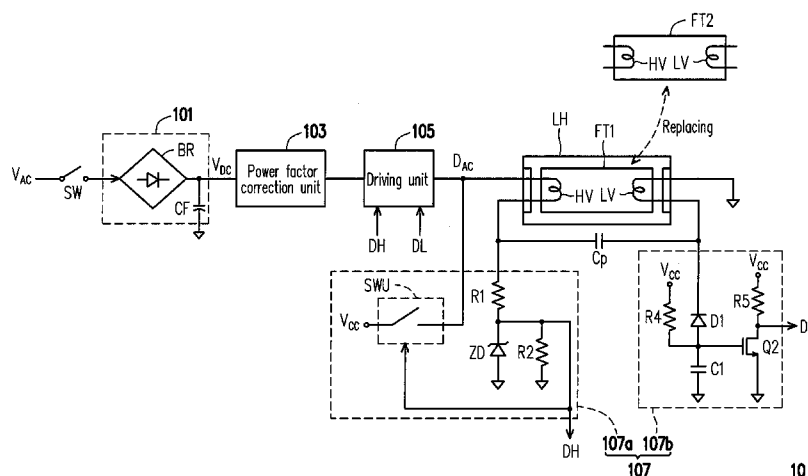 FT2
HV LV
Replacing
LH
FT1
HV LV
101
BR
V_AC
SW
V_DC
CF
103
Power factor
correction unit
105
Driving unit
D_AC
DH
DL
Cp
SWU
V_CC
R1
ZD
R2
DH
V_CC
R4
V_CC
R5
D1
C1
Q2
D
107a 107b
107
10